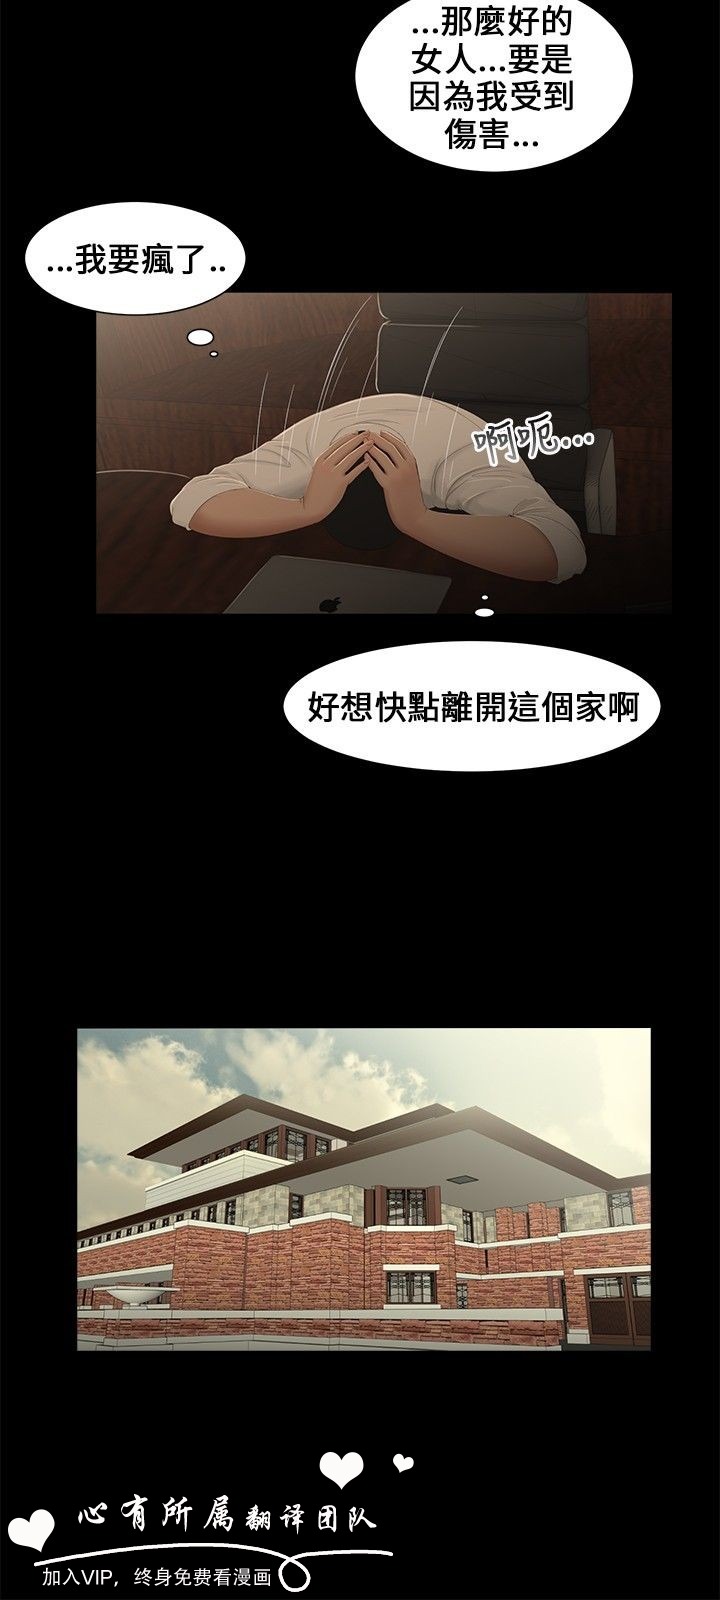 ...那麼好的
女人...要是
因為我受到
傷害...
...我要瘋了..
啊呃...
好想快點離開這個家啊
心有所属翻译团队
加入VIP，终身免费看漫画